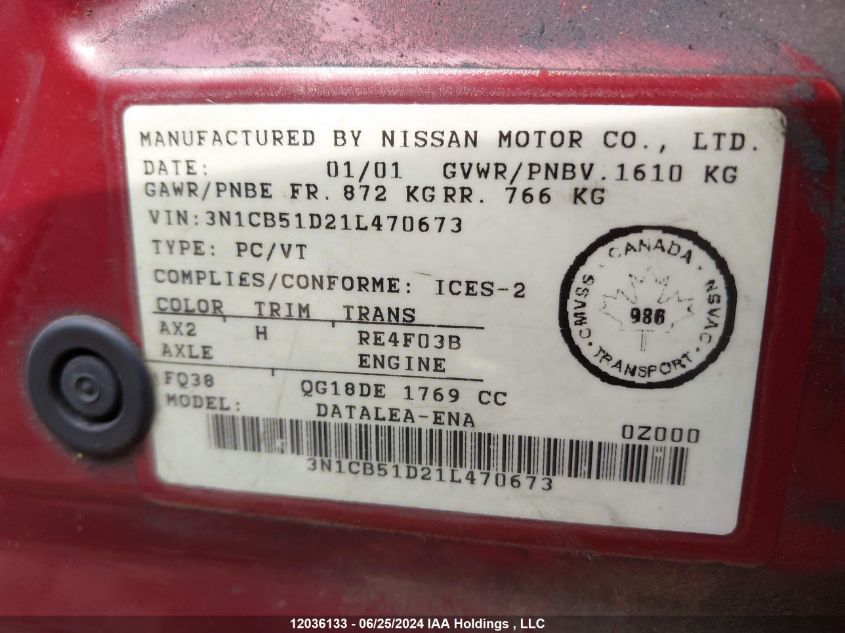 MANUFACTURED BY NISSAN MOTOR CO., LTD.
DATE: 01/01 GVWR/PNBV.1610 KG
GAWR/PNBE FR. 872 KG RR. 766 KG
VIN:3N1CB51D21L470673
TYPE: PC/VT
COMPLIES/CONFORME: ICES-2
COLOR TRIM TRANS
AX2 H RE4F03B
AXLE ENGINE
FQ38 QG18DE 1769 CC
MODEL: DATALEA-ENA
0Z000
3N1CB51D21L470673
CANADA
CMVSS
986
NSVAC
TRANSPORT
12036133 - 06/25/2024 IAA Holdings , LLC